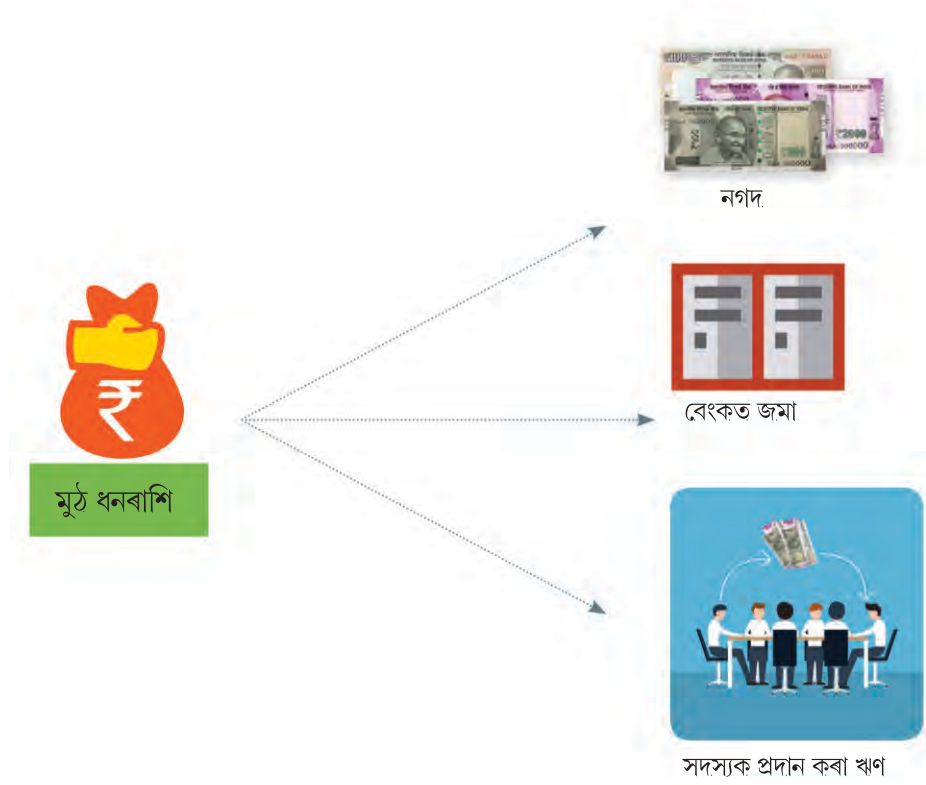 নগদ
বেংকত জমা
₹
মুঠ ধনৰাশি
সদস্যক প্ৰদান কৰা ঋণ